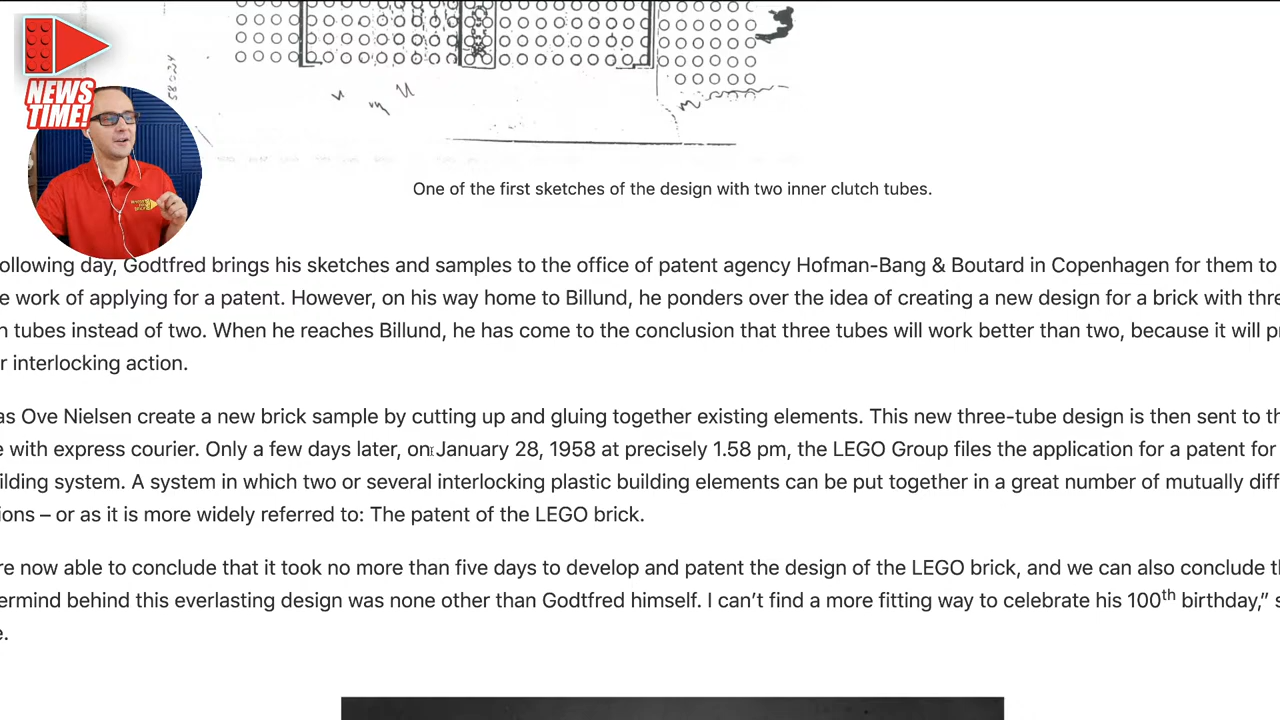 NEWS
TIME!
One of the first sketches of the design with two inner clutch tubes.
ollowing day, Godtfred brings his sketches and samples to the office of patent agency Hofman-Bang & Boutard in Copenhagen for them to
e work of applying for a patent. However, on his way home to Billund, he ponders over the idea of creating a new design for a brick with thre
n tubes instead of two. When he reaches Billund, he has come to the conclusion that three tubes will work better than two, because it will pr
r interlocking action.
as Ove Nielsen create a new brick sample by cutting up and gluing together existing elements. This new three-tube design is then sent to th
e with express courier. Only a few days later, on January 28, 1958 at precisely 1.58 pm, the LEGO Group files the application for a patent for
ilding system. A system in which two or several interlocking plastic building elements can be put together in a great number of mutually diff
ions – or as it is more widely referred to: The patent of the LEGO brick.
re now able to conclude that it took no more than five days to develop and patent the design of the LEGO brick, and we can also conclude th
ermind behind this everlasting design was none other than Godtfred himself. I can’t find a more fitting way to celebrate his 100th birthday,” s
e.